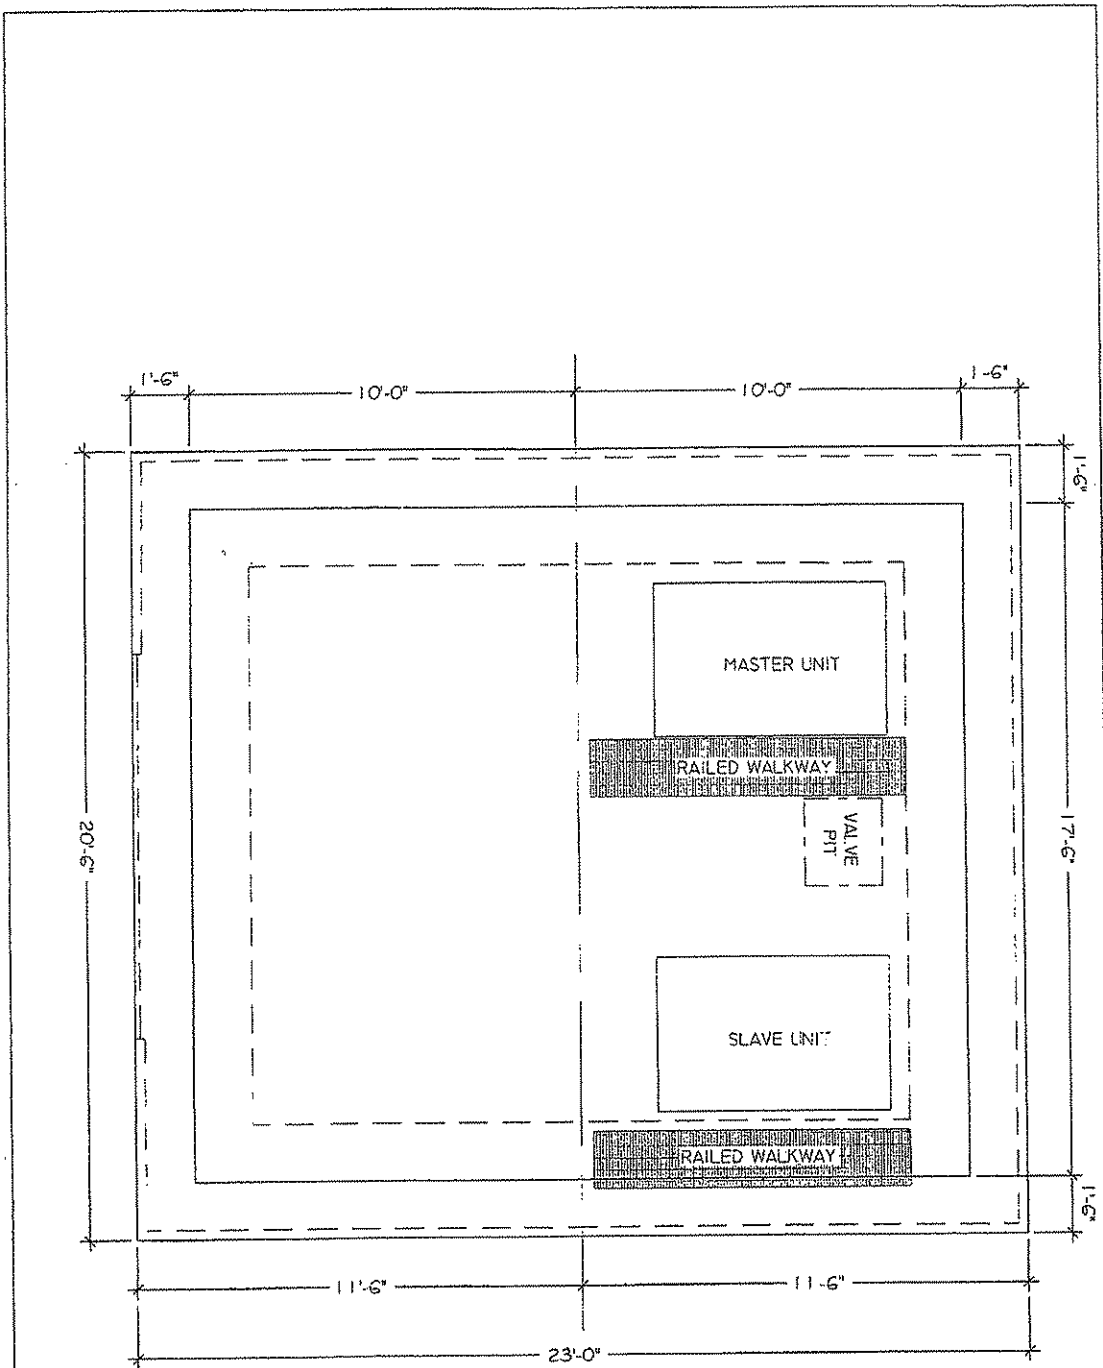 1'-6"
10'-0"
10'-0"
1-6"
1'-6"
MASTER UNIT
RAILED WALKWAY
VALVE
PIT
20'-6"
17'-6"
SLAVE UNIT
RAILED WALKWAY
1'-6"
11'-6"
11-6"
23'-0"